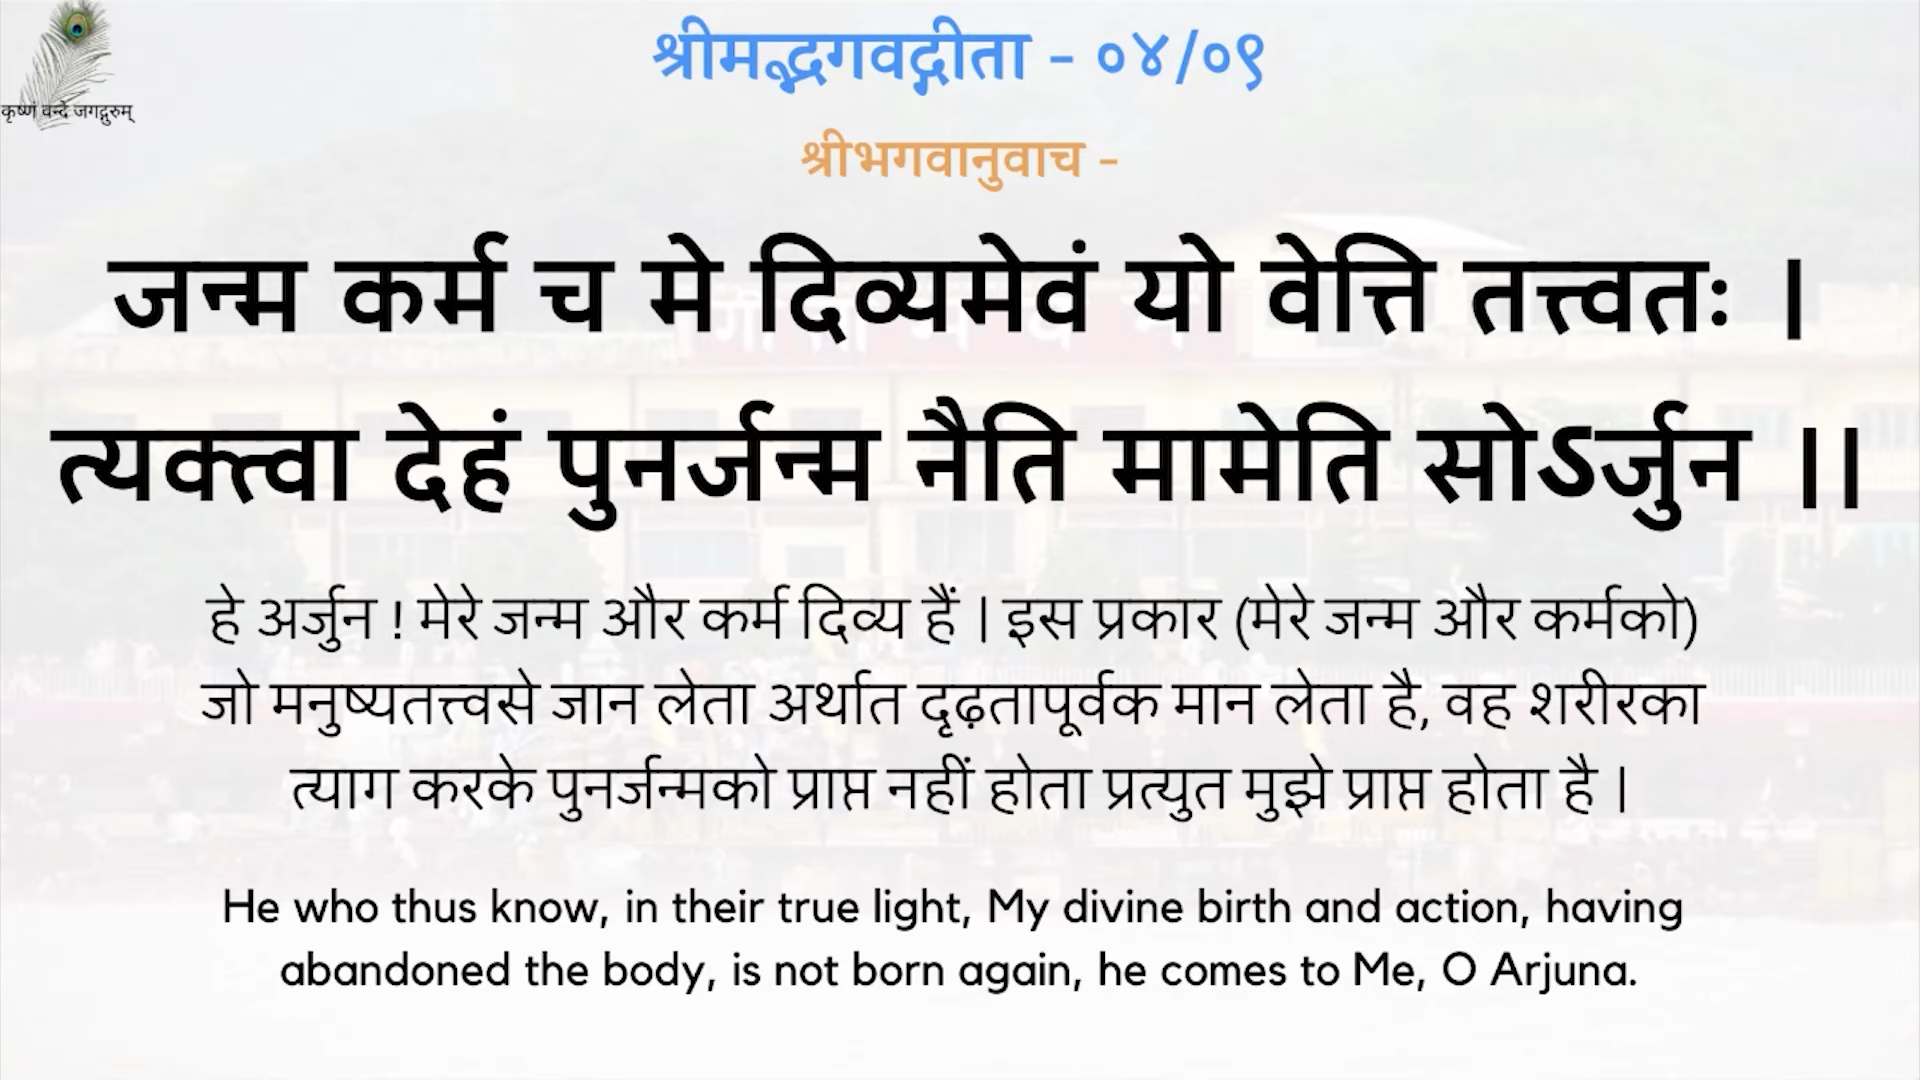 श्रीमद्भगवद्गीता - ०४/०९
कृष्णं वन्दे जगद्गुरुम्
श्रीभगवानुवाच -
जन्म कर्म च मे दिव्यमेवं यो वेत्ति तत्त्वतः |
त्यक्त्वा देहं पुनर्जन्म नैति मामेति सोऽर्जुन ||
हे अर्जुन ! मेरे जन्म और कर्म दिव्य हैं | इस प्रकार (मेरे जन्म और कर्मको)
जो मनुष्यतत्त्वसे जान लेता अर्थात दृढ़तापूर्वक मान लेता है, वह शरीरका
त्याग करके पुनर्जन्मको प्राप्त नहीं होता प्रत्युत मुझे प्राप्त होता है |
He who thus know, in their true light, My divine birth and action, having
abandoned the body, is not born again, he comes to Me, O Arjuna.